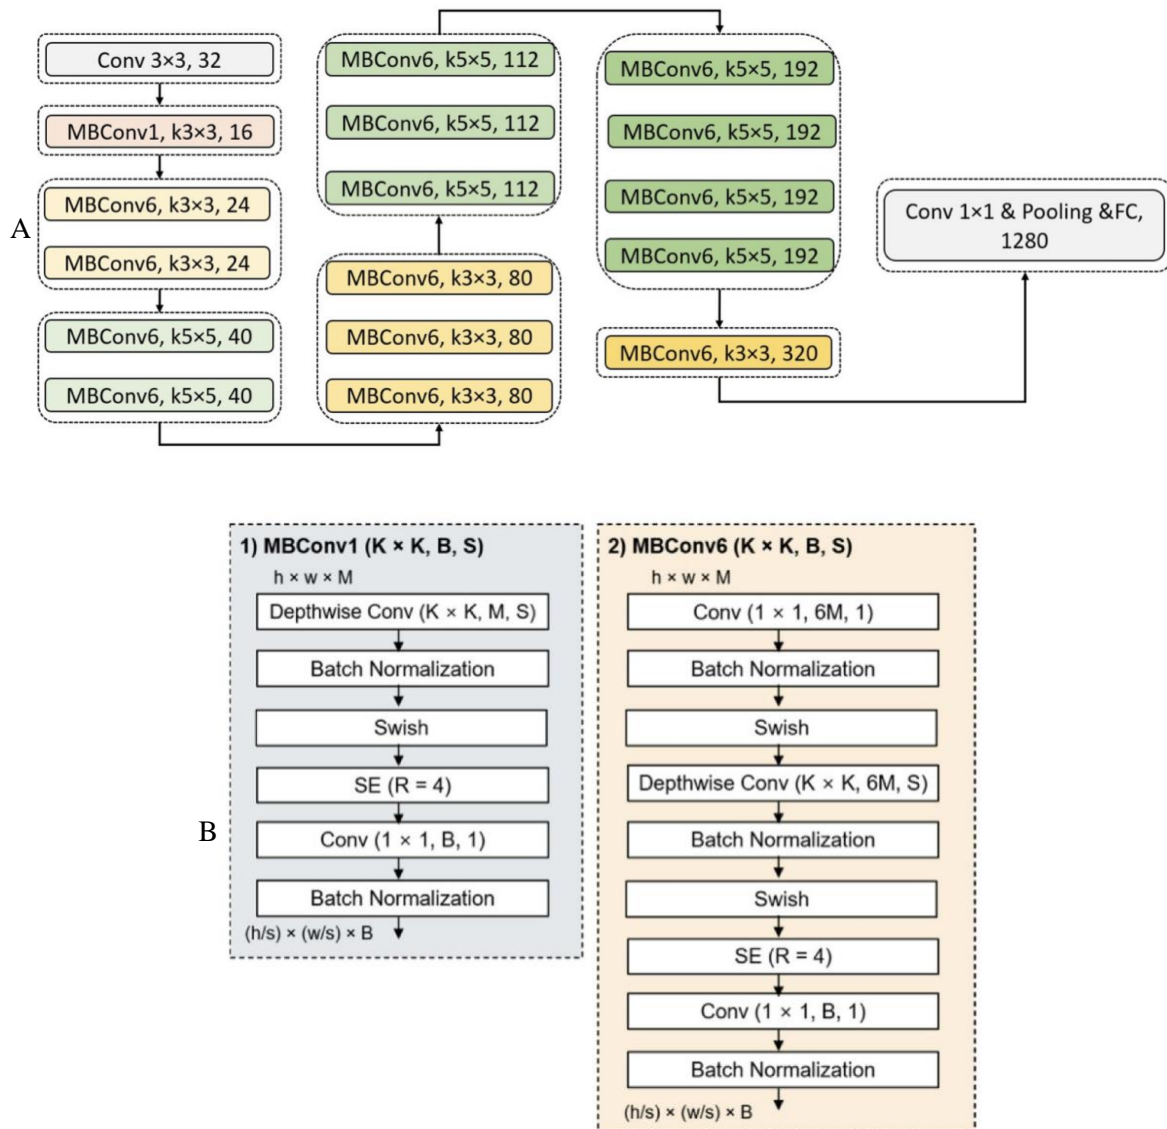 A
Conv 3×3, 32
MBConv1, k3×3, 16
MBConv6, k3×3, 24
MBConv6, k3×3, 24
MBConv6, k5×5, 40
MBConv6, k5×5, 40
MBConv6, k5×5, 112
MBConv6, k5×5, 112
MBConv6, k5×5, 112
MBConv6, k3×3, 80
MBConv6, k3×3, 80
MBConv6, k3×3, 80
MBConv6, k5×5, 192
MBConv6, k5×5, 192
MBConv6, k5×5, 192
MBConv6, k5×5, 192
MBConv6, k3×3, 320
Conv 1×1 & Pooling &FC,
1280
B
1) MBConv1 (K × K, B, S)
h × w × M
Depthwise Conv (K × K, M, S)
Batch Normalization
Swish
SE (R = 4)
Conv (1 × 1, B, 1)
Batch Normalization
(h/s) × (w/s) × B
2) MBConv6 (K × K, B, S)
h × w × M
Conv (1 × 1, 6M, 1)
Batch Normalization
Swish
Depthwise Conv (K × K, 6M, S)
Batch Normalization
Swish
SE (R = 4)
Conv (1 × 1, B, 1)
Batch Normalization
(h/s) × (w/s) × B